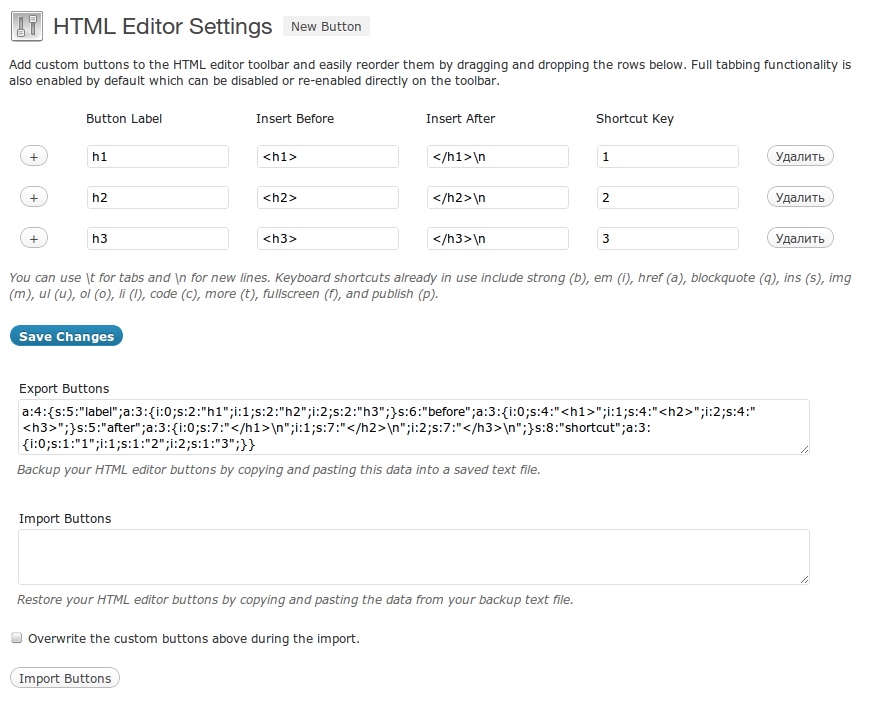 HTML Editor Settings New Button
Add custom buttons to the HTML editor toolbar and easily reorder them by dragging and dropping the rows below. Full tabbing functionality is
also enabled by default which can be disabled or re-enabled directly on the toolbar.
Button Label Insert Before Insert After Shortcut Key
+ h1 <h1> </h1>\n 1 Удалить
+ h2 <h2> </h2>\n 2 Удалить
+ h3 <h3> </h3>\n 3 Удалить
You can use \t for tabs and \n for new lines. Keyboard shortcuts already in use include strong (b), em (i), href (a), blockquote (q), ins (s), img
(m), ul (u), ol (o), li (l), code (c), more (t), fullscreen (f), and publish (p).
Save Changes
Export Buttons
a:4:{s:5:"label";a:3:{i:0;s:2:"h1";i:1;s:2:"h2";i:2;s:2:"h3";}s:6:"before";a:3:{i:0;s:4:"<h1>";i:1;s:4:"<h2>";i:2;s:4:"
<h3>";}s:5:"after";a:3:{i:0;s:7:"</h1>\n";i:1;s:7:"</h2>\n";i:2;s:7:"</h3>\n";}s:8:"shortcut";a:3:
{i:0;s:1:"1";i:1;s:1:"2";i:2;s:1:"3";}}
Backup your HTML editor buttons by copying and pasting this data into a saved text file.
Import Buttons
Restore your HTML editor buttons by copying and pasting the data from your backup text file.
Overwrite the custom buttons above during the import.
Import Buttons